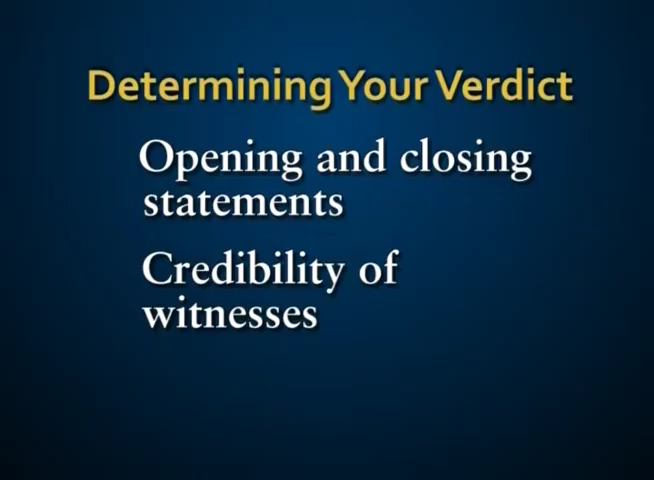 Determining Your Verdict
Opening and closing
statements
Credibility of
witnesses